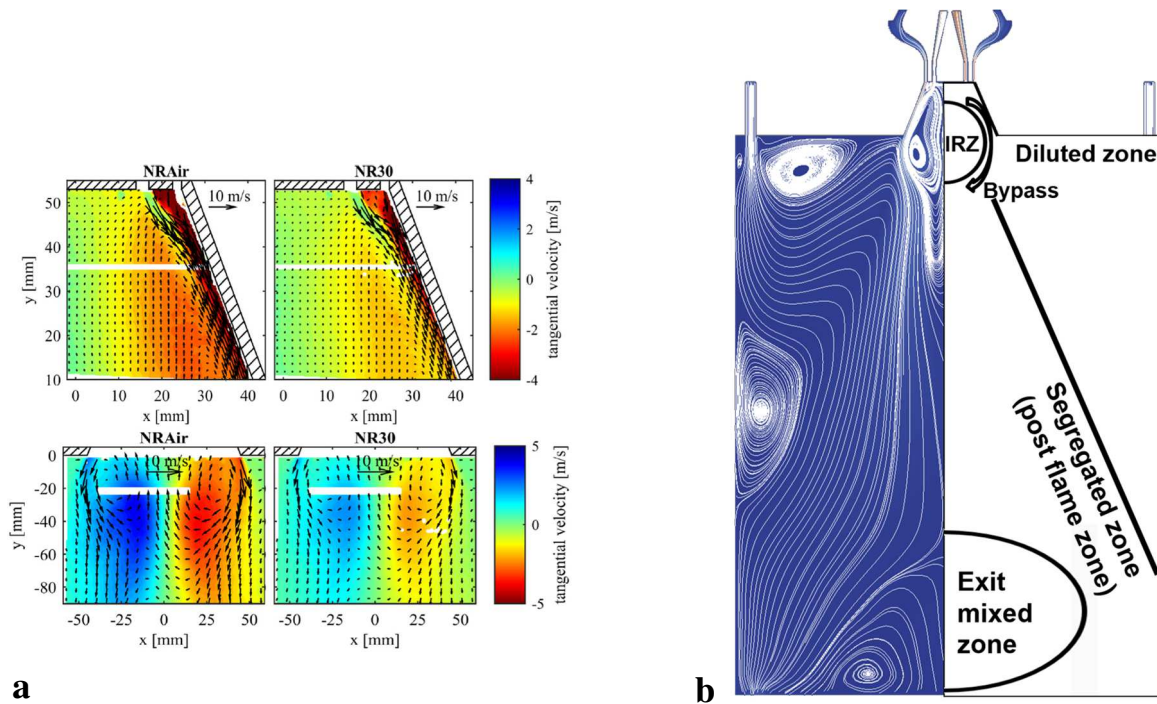 NRAir
NR30
10 m/s
10 m/s
50
40
30
20
10
y [mm]
0 10 20 30 40
0 10 20 30 40
x [mm]
x [mm]
4
2
0
-2
-4
tangential velocity [m/s]
NRAir
NR30
10 m/s
10 m/s
0
-20
-40
-60
-80
y [mm]
-50 -25 0 25 50
-50 -25 0 25 50
x [mm]
x [mm]
5
0
-5
tangential velocity [m/s]
a
IRZ
Diluted zone
Bypass
Segregated zone
(post flame zone)
Exit
mixed
zone
b